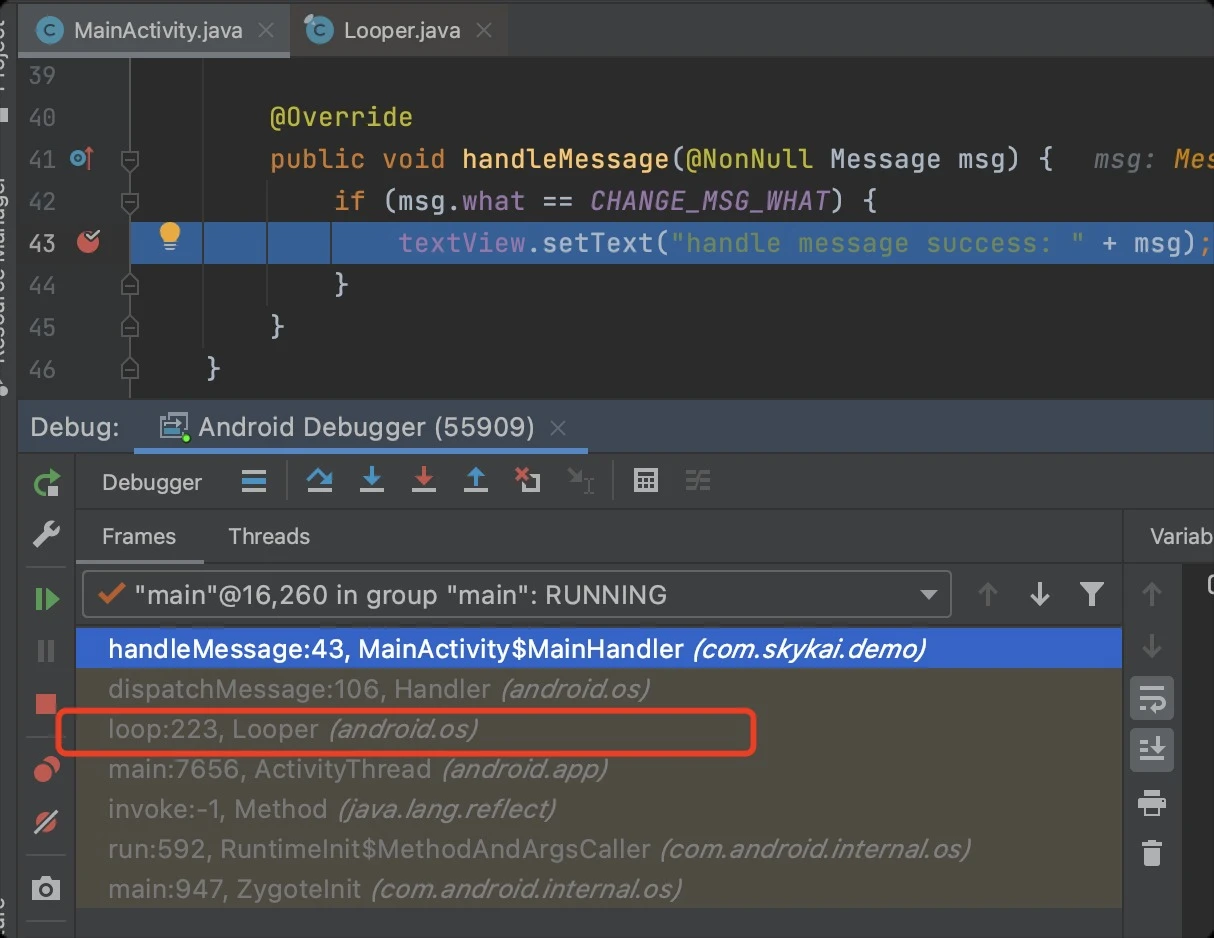 MainActivity.java
Looper.java
39
40 @Override
41 public void handleMessage(@NonNull Message msg) { msg: Mes
42 if (msg.what == CHANGE_MSG_WHAT) {
43 textView.setText("handle message success: " + msg);
44 }
45 }
46 }
Debug: Android Debugger (55909)
Debugger
Frames Threads Variab
"main"@16,260 in group "main": RUNNING
handleMessage:43, MainActivity$MainHandler (com.skykai.demo)
dispatchMessage:106, Handler (android.os)
loop:223, Looper (android.os)
main:7656, ActivityThread (android.app)
invoke:-1, Method (java.lang.reflect)
run:592, RuntimeInit$MethodAndArgsCaller (com.android.internal.os)
main:947, ZygoteInit (com.android.internal.os)